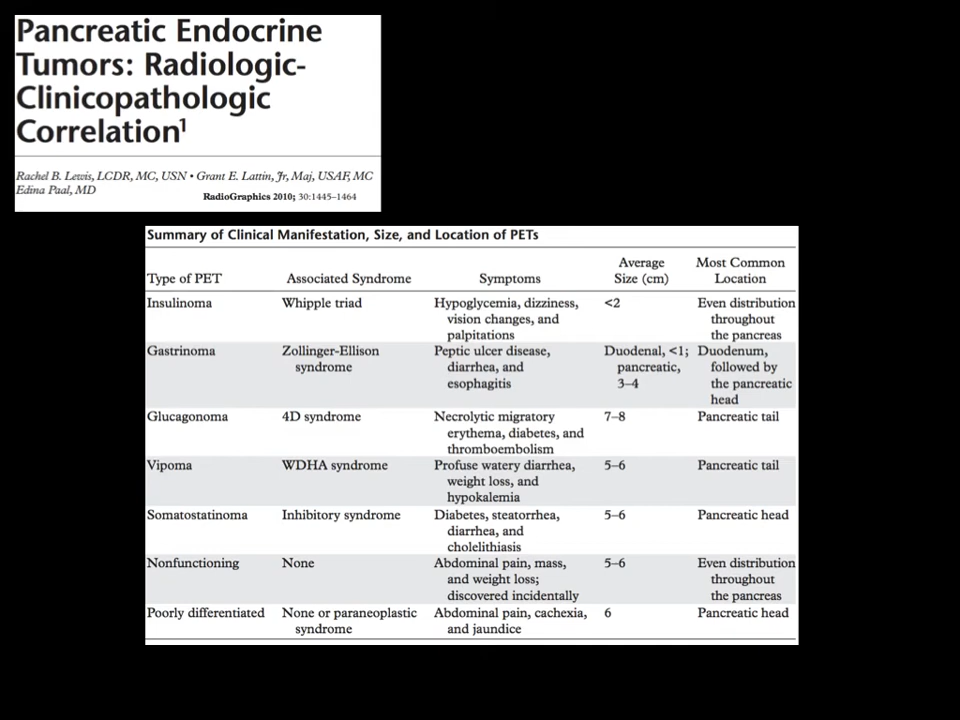 Pancreatic Endocrine
Tumors: Radiologic-
Clinicopathologic
Correlation¹
Rachel B. Lewis, LCDR, MC, USN • Grant E. Lattin, Jr, Maj, USAF, MC
Edina Paal, MD
RadioGraphics 2010; 30:1445–1464
Summary of Clinical Manifestation, Size, and Location of PETs
Average Most Common
Type of PET Associated Syndrome Symptoms Size (cm) Location
Insulinoma Whipple triad Hypoglycemia, dizziness, <2 Even distribution
vision changes, and throughout
palpitations the pancreas
Gastrinoma Zollinger-Ellison Peptic ulcer disease, Duodenal, <1; Duodenum,
syndrome diarrhea, and pancreatic, followed by
esophagitis 3–4 the pancreatic
head
Glucagonoma 4D syndrome Necrolytic migratory 7–8 Pancreatic tail
erythema, diabetes, and
thromboembolism
Vipoma WDHA syndrome Profuse watery diarrhea, 5–6 Pancreatic tail
weight loss, and
hypokalemia
Somatostatinoma Inhibitory syndrome Diabetes, steatorrhea, 5–6 Pancreatic head
diarrhea, and
cholelithiasis
Nonfunctioning None Abdominal pain, mass, 5–6 Even distribution
and weight loss; throughout
discovered incidentally the pancreas
Poorly differentiated None or paraneoplastic Abdominal pain, cachexia, 6 Pancreatic head
syndrome and jaundice